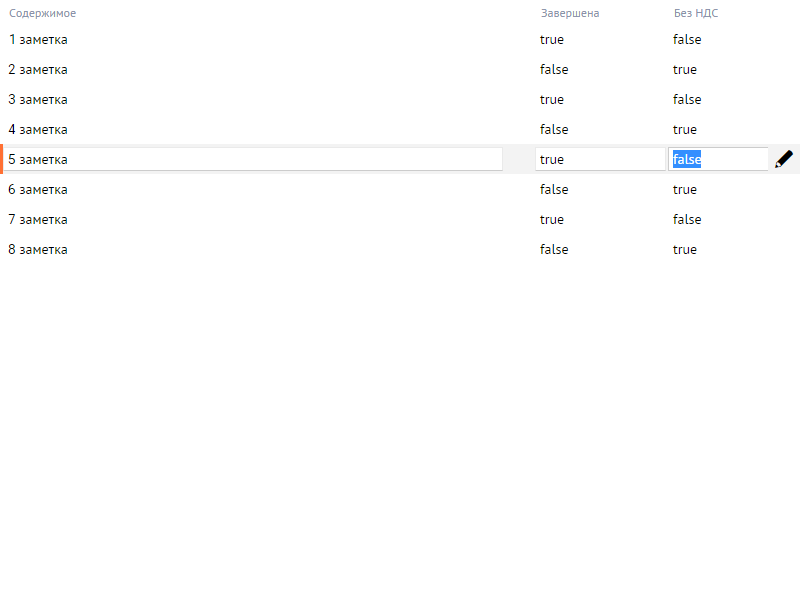 Содержимое Завершена Без НДС
1 заметка true false
2 заметка false true
3 заметка true false
4 заметка false true
5 заметка true false
6 заметка false true
7 заметка true false
8 заметка false true